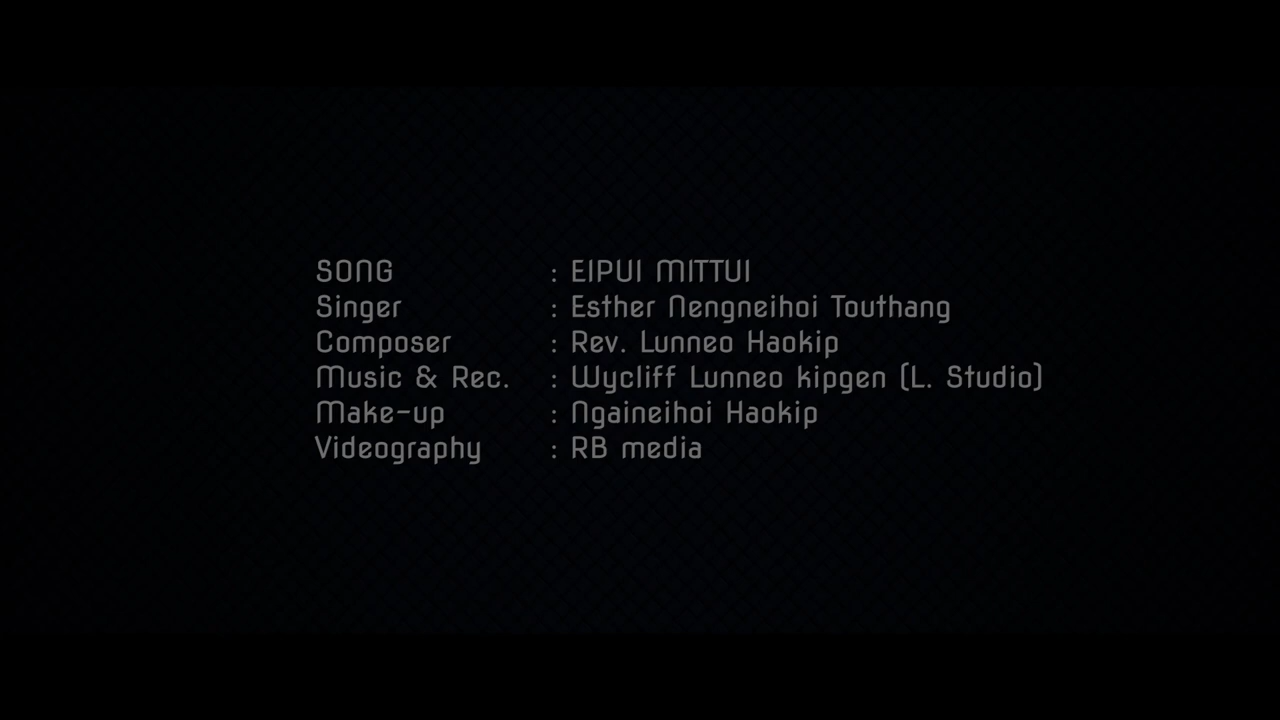 SONG : EIPUI MITTUI
Singer : Esther Nengneihoi Touthang
Composer : Rev. Lunneo Haokip
Music & Rec. : Wycliff Lunneo kipgen (L. Studio)
Make-up : Ngaineihoi Haokip
Videography : RB media